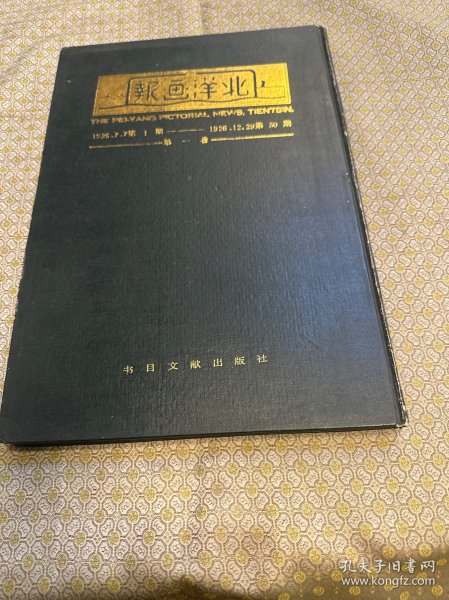 北洋画報
THE PEI-YANG PICTORIAL NEWS, TIENTSIN.
1926.7.7第1期——1926.12.29第50期
第一卷
书目文献出版社
孔夫子旧书网
www.kongfz.com